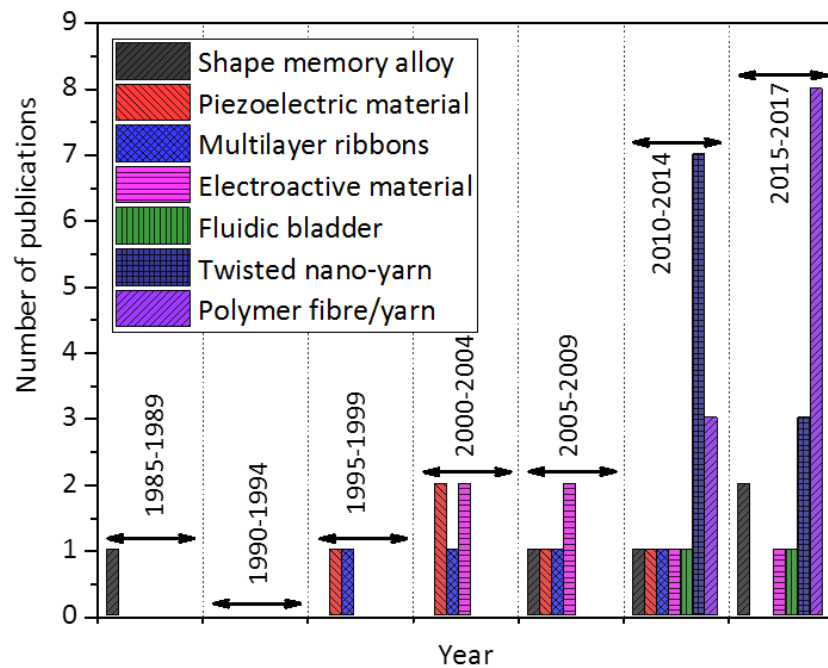 9
8
7
6
5
4
3
2
1
0
Number of publications
Shape memory alloy
Piezoelectric material
Multilayer ribbons
Electroactive material
Fluidic bladder
Twisted nano-yarn
Polymer fibre/yarn
1985-1989
1990-1994
1995-1999
2000-2004
2005-2009
2010-2014
2015-2017
Year